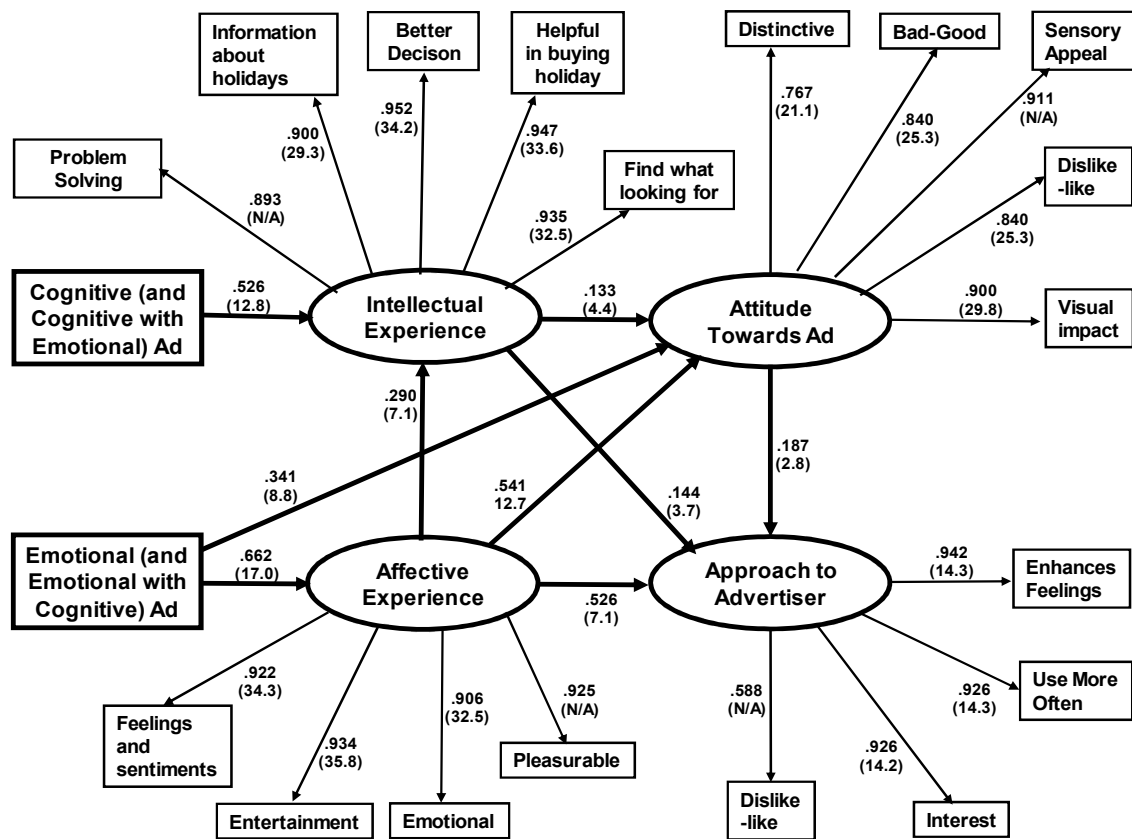 Information
about
holidays
Better
Decison
Helpful
in buying
holiday
Distinctive
Bad-Good
Sensory
Appeal
.900
(29.3)
.952
(34.2)
.947
(33.6)
.767
(21.1)
.840
(25.3)
.911
(N/A)
Problem
Solving
.893
(N/A)
Find what
looking for
.935
(32.5)
Dislike
-like
.840
(25.3)
Cognitive (and
Cognitive with
Emotional) Ad
.526
(12.8)
Intellectual
Experience
.133
(4.4)
Attitude
Towards Ad
.900
(29.8)
Visual
impact
.290
(7.1)
.341
(8.8)
.541
12.7
.144
(3.7)
.187
(2.8)
Emotional (and
Emotional with
Cognitive) Ad
.662
(17.0)
Affective
Experience
.526
(7.1)
Approach to
Advertiser
.942
(14.3)
Enhances
Feelings
.922
(34.3)
Feelings
and
sentiments
.934
(35.8)
.906
(32.5)
.925
(N/A)
Pleasurable
.588
(N/A)
.926
(14.2)
.926
(14.3)
Use More
Often
Entertainment
Emotional
Dislike
-like
Interest